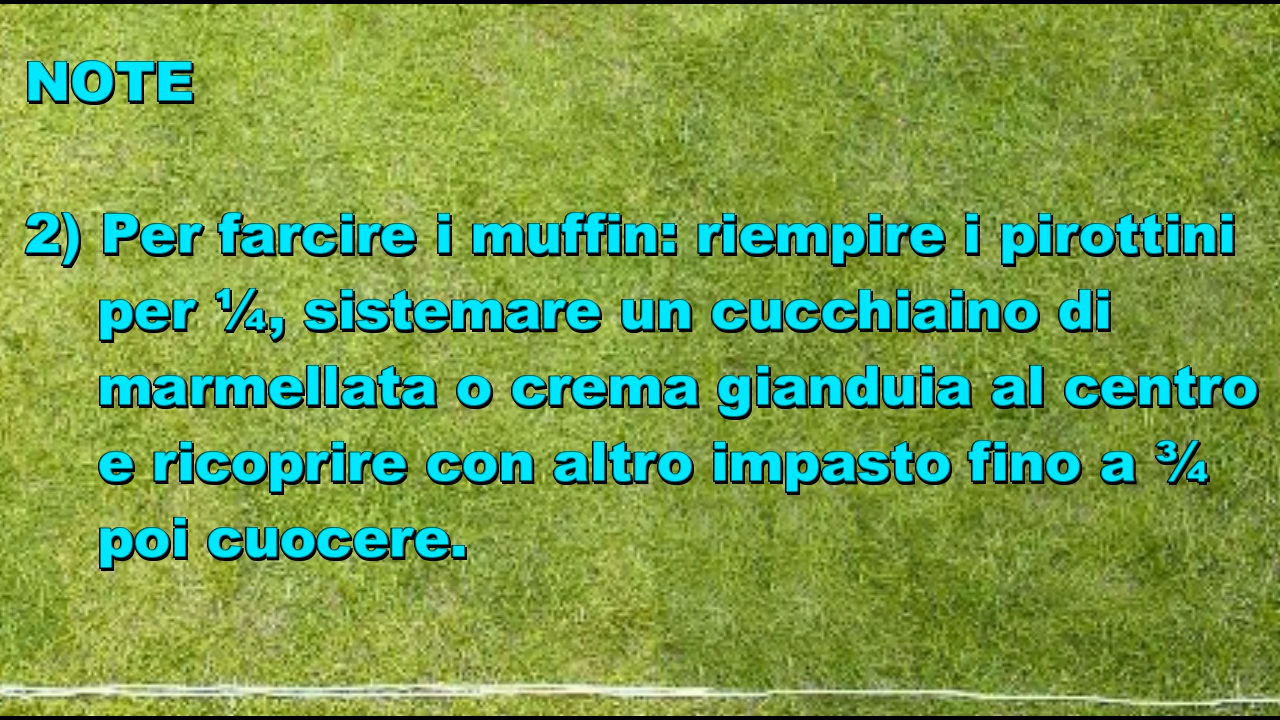 NOTE
2) Per farcire i muffin: riempire i pirottini
per ¼, sistemare un cucchiaino di
marmellata o crema gianduia al centro
e ricoprire con altro impasto fino a ¾
poi cuocere.